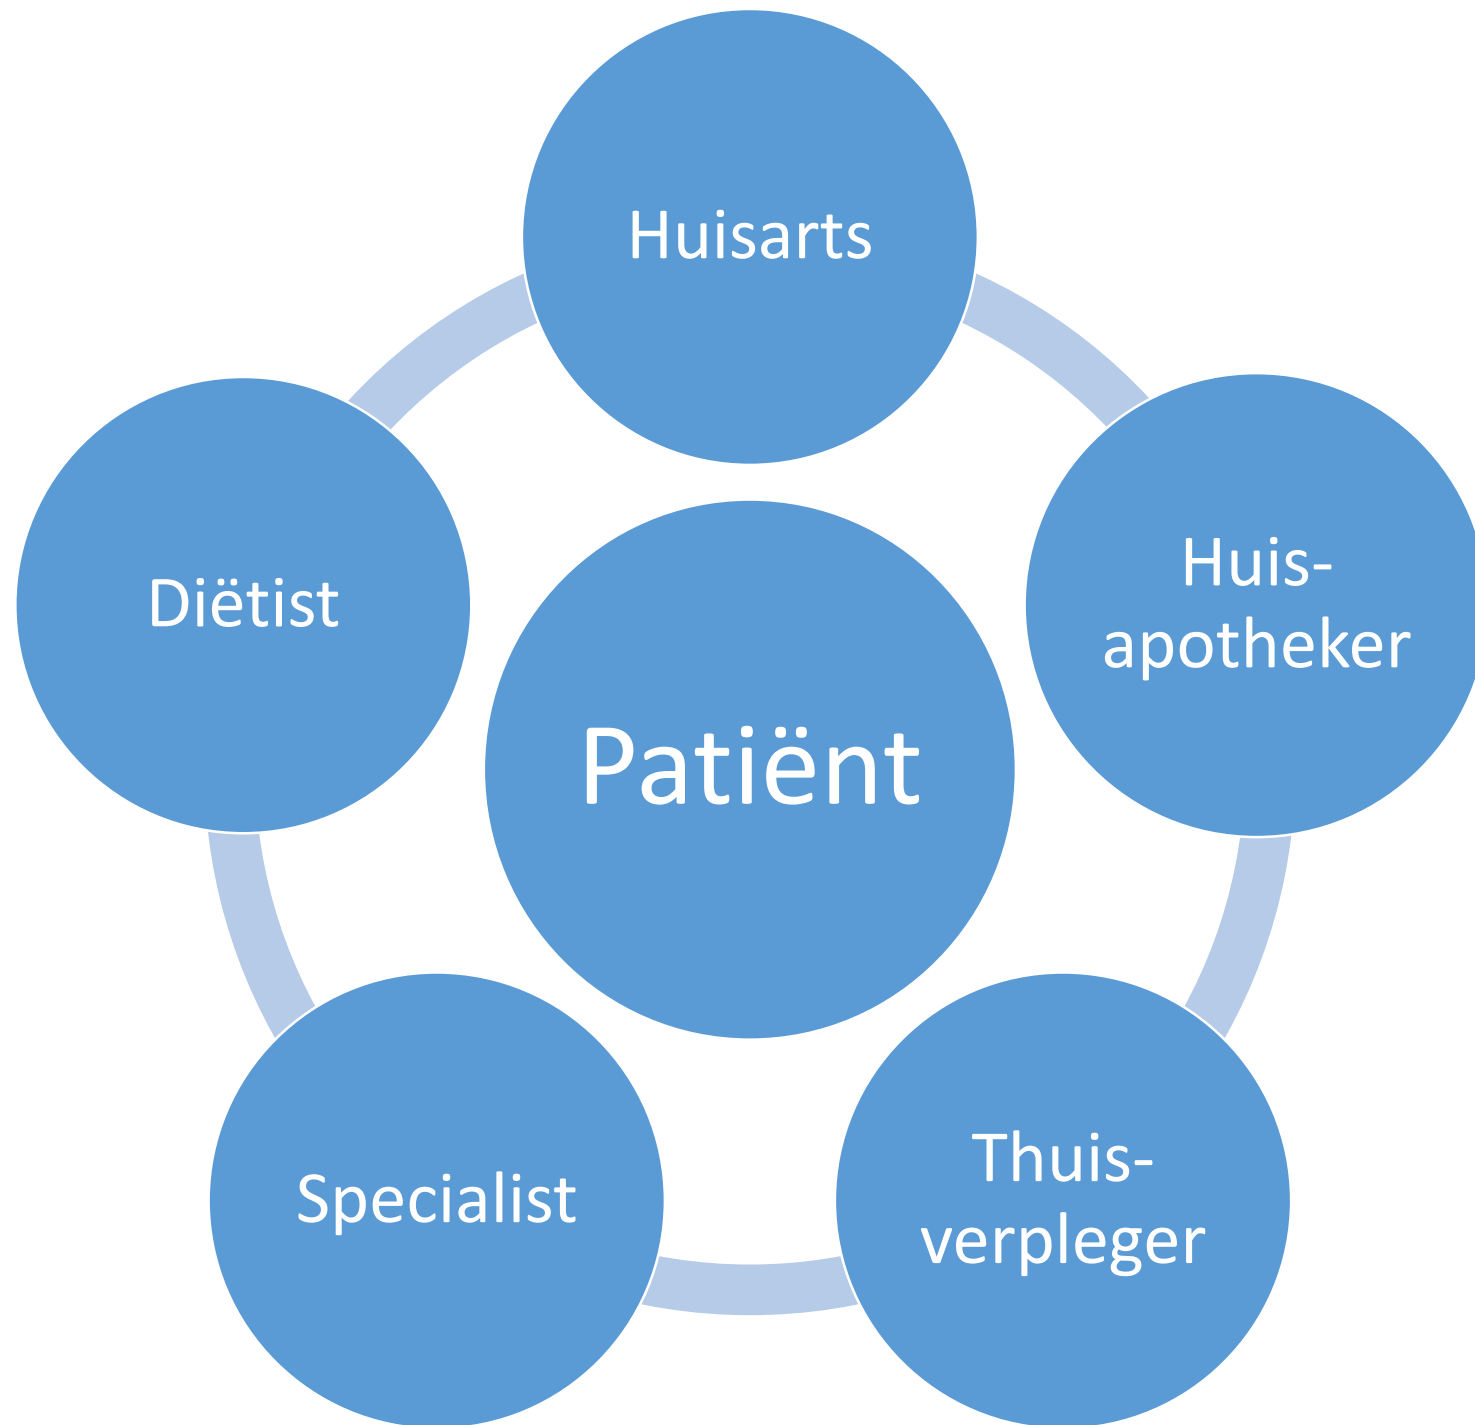 Huisarts
Huis-
apotheker
Diëtist
Patiënt
Thuis-
verpleger
Specialist